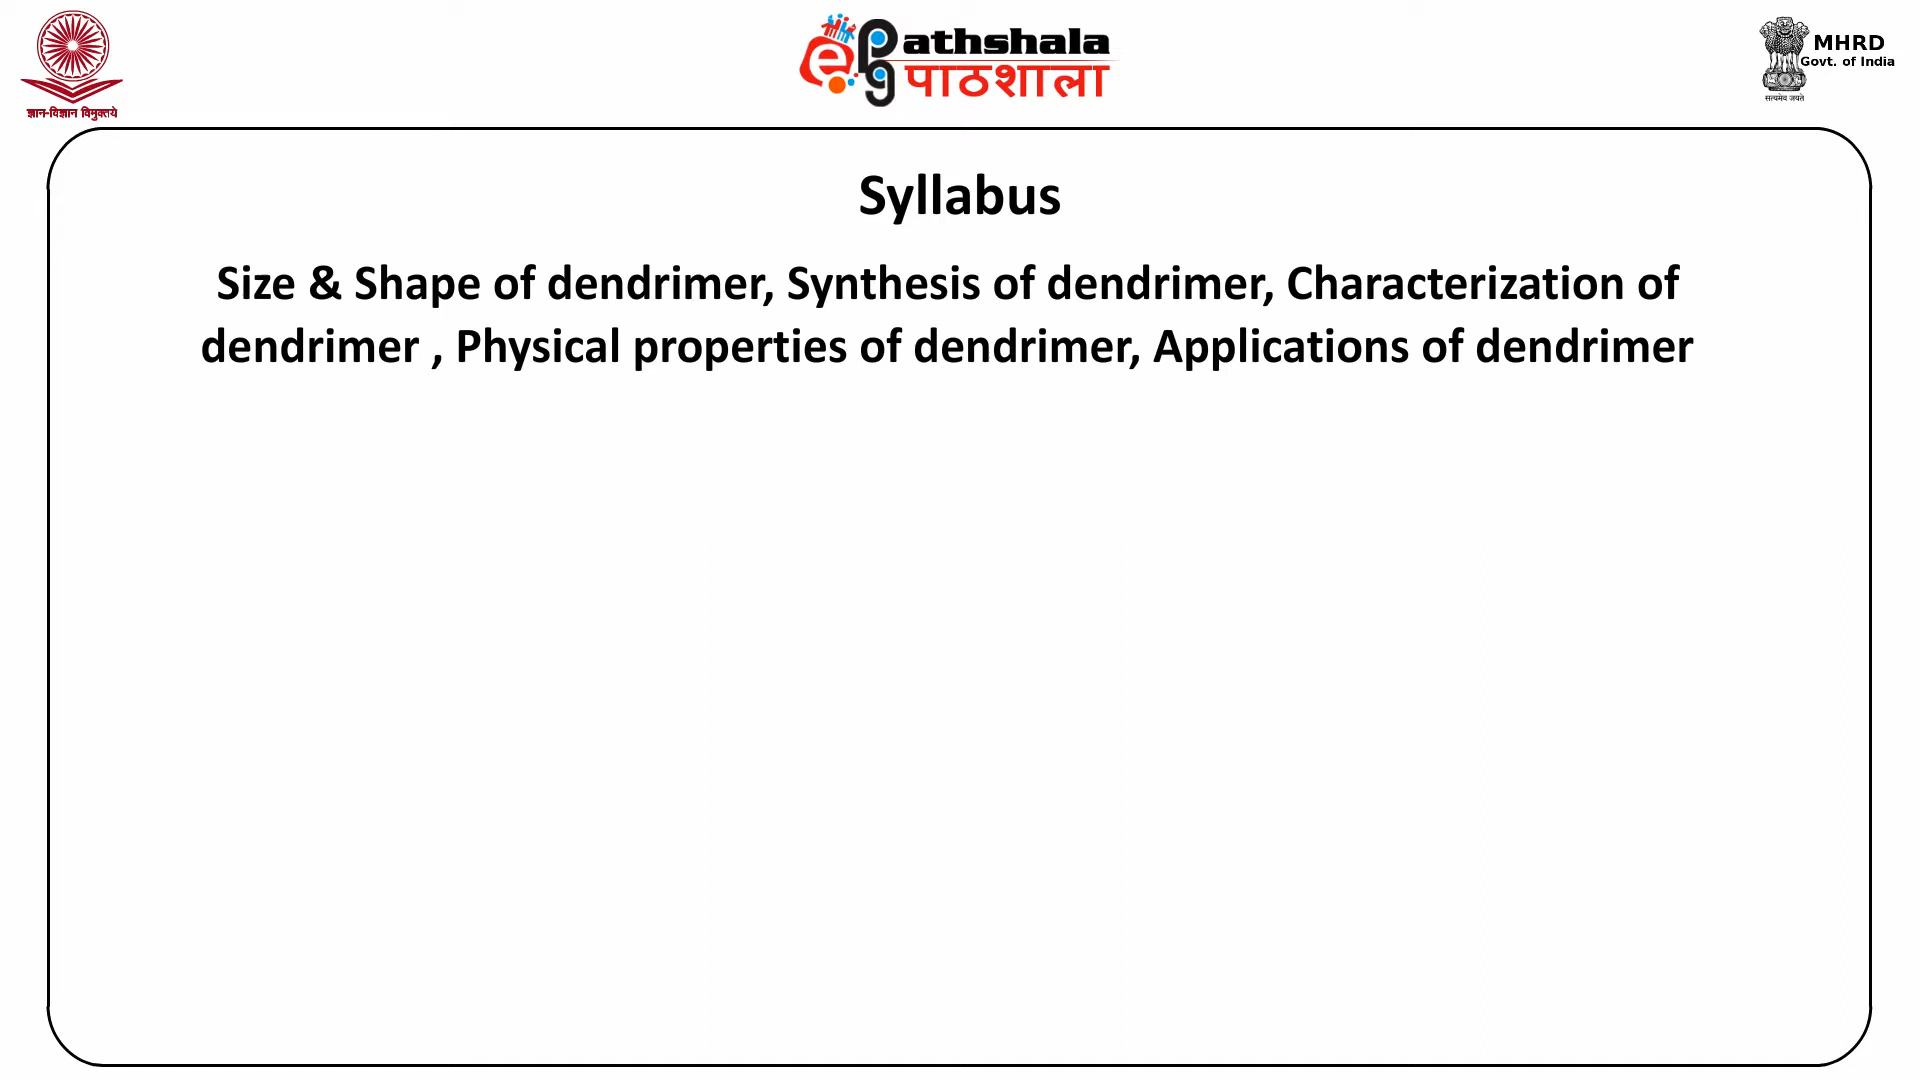 ज्ञान-विज्ञान विमुक्तये
e pg athshala
पाठशाला
MHRD
Govt. of India
सत्यमेव जयते
Syllabus
Size & Shape of dendrimer, Synthesis of dendrimer, Characterization of
dendrimer , Physical properties of dendrimer, Applications of dendrimer